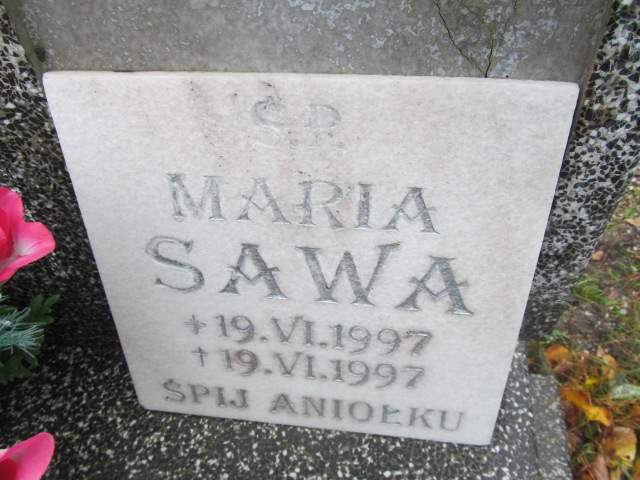 Ś.P.
MARIA
SAWA
+ 19.VI.1997
† 19.VI.1997
ŚPIJ ANIOŁKU